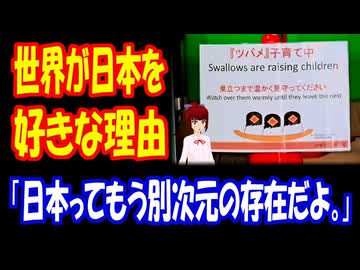 世界が日本を
好きな理由
『ツバメ』子育て中
Swallows are raising children
巣立つまで温かく見守ってください
Watch over them warmly until they leave the nest
「日本ってもう別次元の存在だよ。」